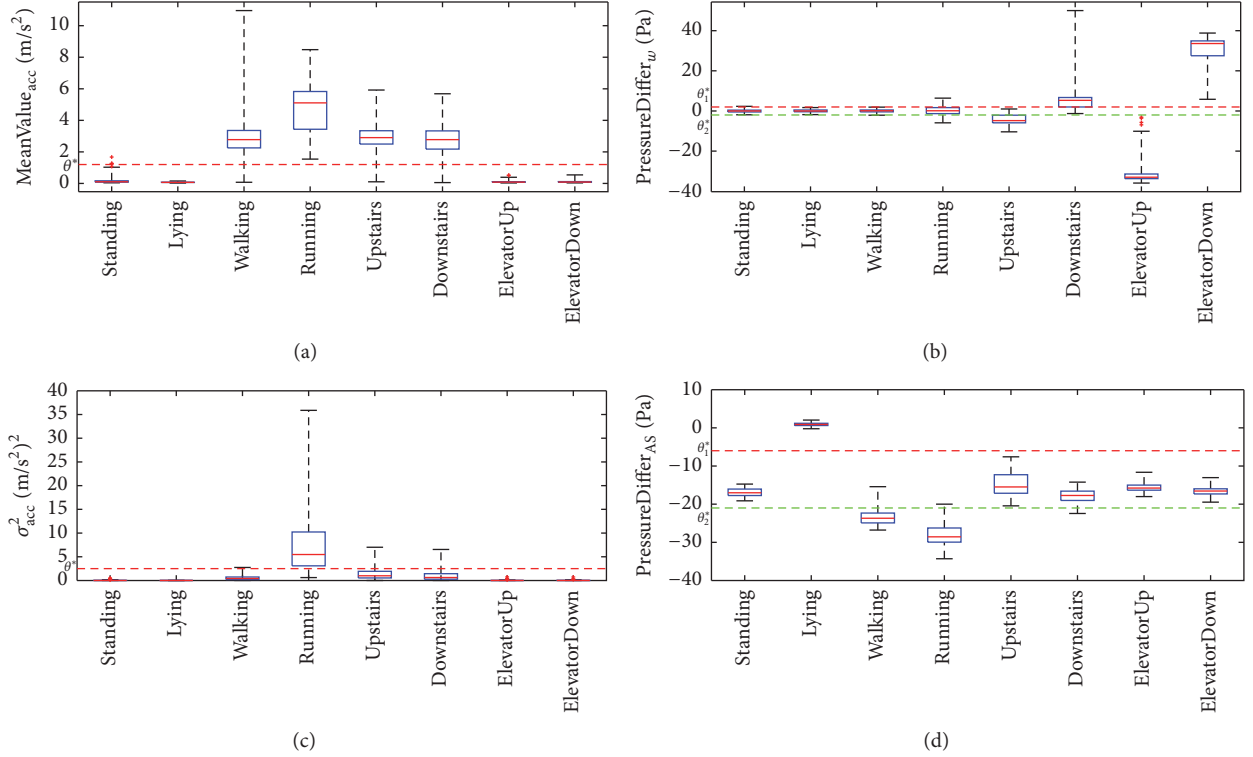 MeanValue_acc (m/s²)
10
8
6
4
2
θ*
0
Standing
Lying
Walking
Running
Upstairs
Downstairs
ElevatorUp
ElevatorDown
(a)
PressureDiffer_w (Pa)
40
20
θ₁*
0
θ₂*
−20
−40
Standing
Lying
Walking
Running
Upstairs
Downstairs
ElevatorUp
ElevatorDown
(b)
σ²_acc (m/s²)²
40
35
30
25
20
15
10
5
θ*
0
Standing
Lying
Walking
Running
Upstairs
Downstairs
ElevatorUp
ElevatorDown
(c)
PressureDiffer_AS (Pa)
10
0
θ₁*
−10
−20
θ₂*
−30
−40
Standing
Lying
Walking
Running
Upstairs
Downstairs
ElevatorUp
ElevatorDown
(d)